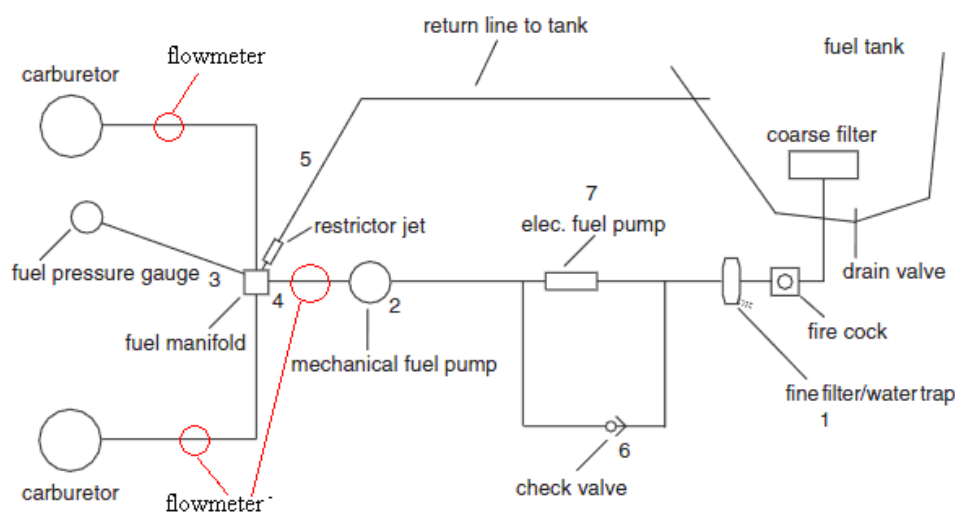 return line to tank
fuel tank
flowmeter
carburetor
coarse filter
5
7
restrictor jet
elec. fuel pump
fuel pressure gauge
3
4
2
drain valve
fuel manifold
mechanical fuel pump
fire cock
fine filter/water trap
1
6
check valve
carburetor
flowmeter